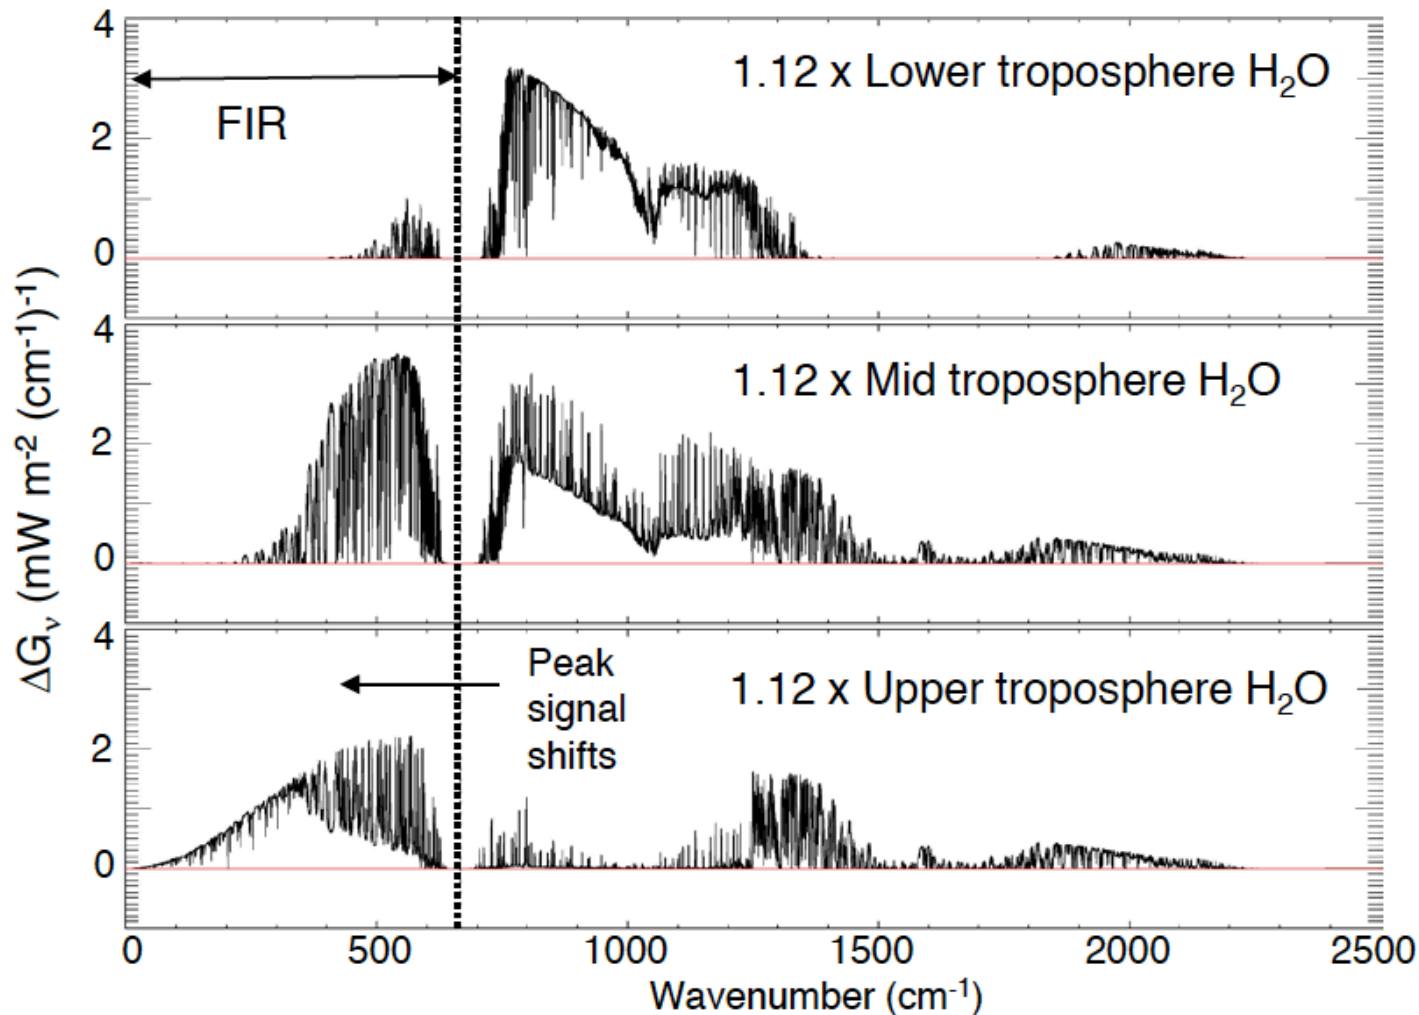 4
1.12 x Lower troposphere H₂O
FIR
2
0
4
1.12 x Mid troposphere H₂O
2
0
ΔGᵥ (mW m⁻² (cm⁻¹)⁻¹)
4
Peak
signal
shifts
1.12 x Upper troposphere H₂O
2
0
0 500 1000 1500 2000 2500
Wavenumber (cm⁻¹)